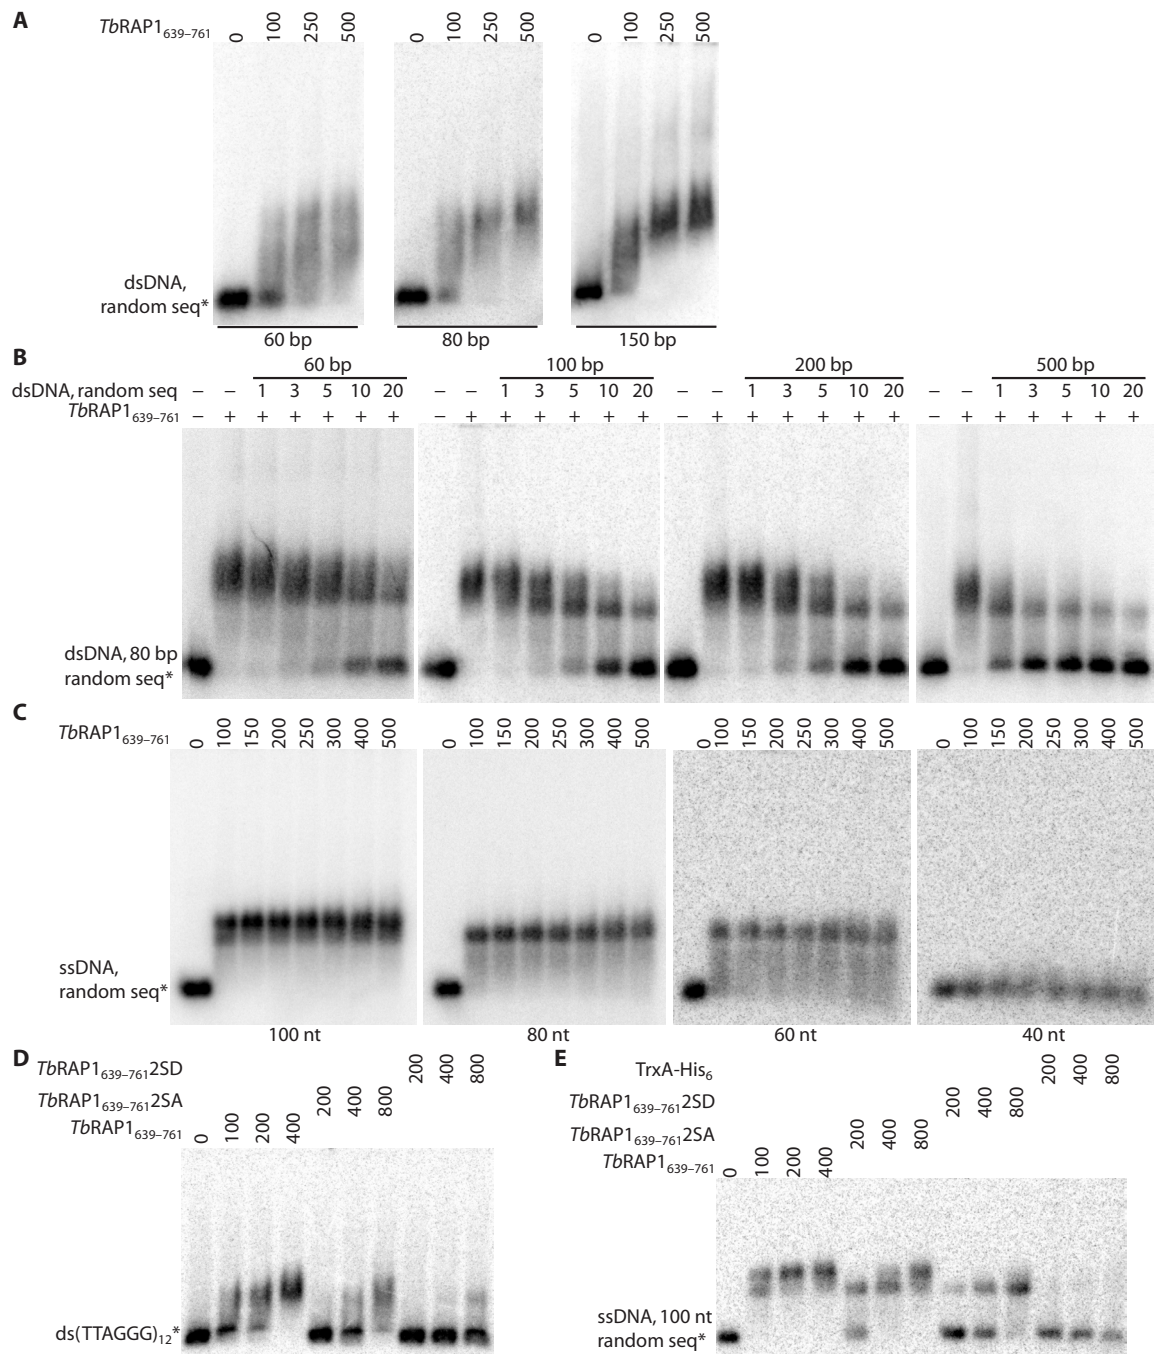 A
TbRAP1639–761
0 100 250 500 0 100 250 500 0 100 250 500
dsDNA,
random seq*
60 bp 80 bp 150 bp
B
60 bp 100 bp 200 bp 500 bp
dsDNA, random seq – – 1 3 5 10 20 – – 1 3 5 10 20 – – 1 3 5 10 20 – – 1 3 5 10 20
TbRAP1639–761 – + + + + + + – + + + + + + – + + + + + + – + + + + + +
dsDNA, 80 bp
random seq*
C
TbRAP1639–761
0 100 150 200 250 300 400 500 0 100 150 200 250 300 400 500 0 100 150 200 250 300 400 500 0 100 150 200 250 300 400 500
ssDNA,
random seq*
100 nt 80 nt 60 nt 40 nt
D
TbRAP1639–7612SD 200 400 800
TbRAP1639–7612SA 200 400 800
TbRAP1639–761 0 100 200 400
ds(TTAGGG)12*
E
TrxA-His6 200 400 800
TbRAP1639–7612SD 200 400 800
TbRAP1639–7612SA 200 400 800
TbRAP1639–761 0 100 200 400
ssDNA, 100 nt
random seq*